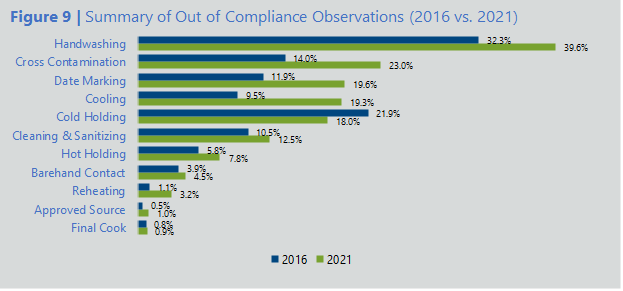 Figure 9 | Summary of Out of Compliance Observations (2016 vs. 2021)
Handwashing 32.3% 39.6%
Cross Contamination 14.0% 23.0%
Date Marking 11.9% 19.6%
Cooling 9.5% 19.3%
Cold Holding 21.9% 18.0%
Cleaning & Sanitizing 10.5% 12.5%
Hot Holding 5.8% 7.8%
Barehand Contact 3.9% 4.5%
Reheating 1.1% 3.2%
Approved Source 0.5% 1.0%
Final Cook 0.8% 0.9%
2016 2021